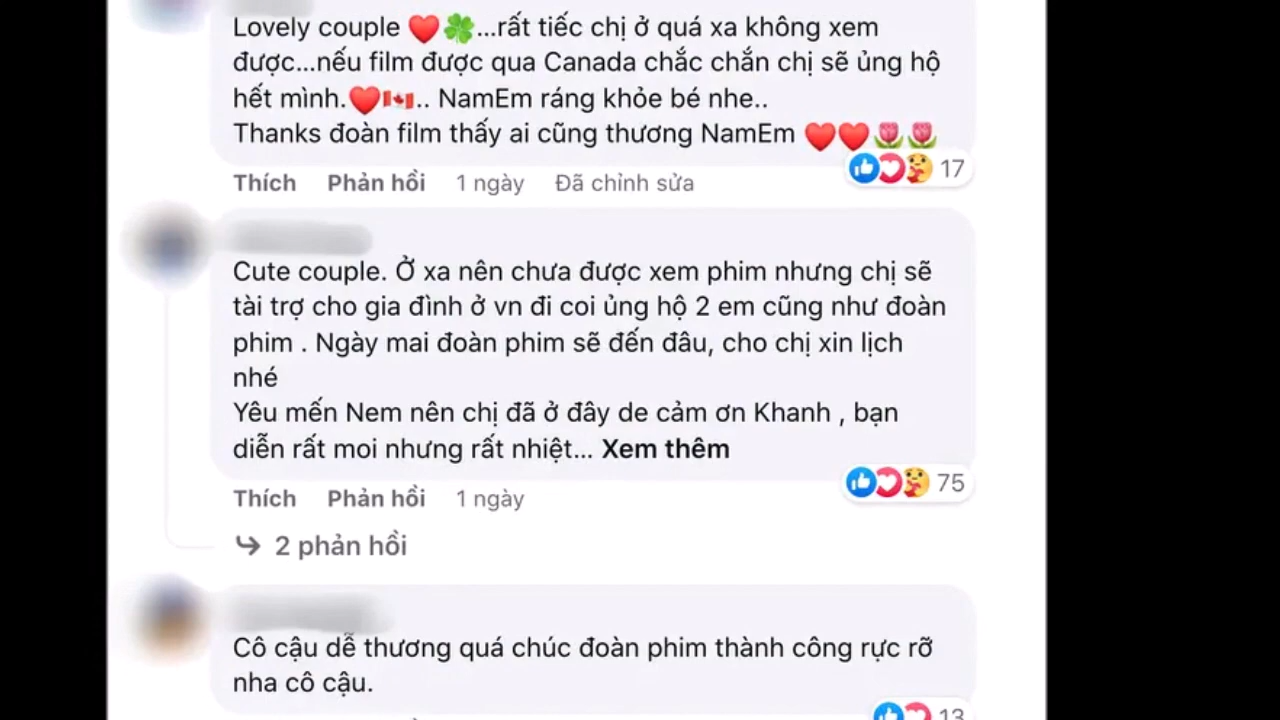 Lovely couple ❤️🍀...rất tiếc chị ở quá xa không xem
được...nếu film được qua Canada chắc chắn chị sẽ ủng hộ
hết mình.❤️🇨🇦.. NamEm ráng khỏe bé nhe..
Thanks đoàn film thấy ai cũng thương NamEm ❤️❤️🌷🌷
17
Thích Phản hồi 1 ngày Đã chỉnh sửa
Cute couple. Ở xa nên chưa được xem phim nhưng chị sẽ
tài trợ cho gia đình ở vn đi coi ủng hộ 2 em cũng như đoàn
phim . Ngày mai đoàn phim sẽ đến đâu, cho chị xin lịch
nhé
Yêu mến Nem nên chị đã ở đây de cảm ơn Khanh , bạn
diễn rất moi nhưng rất nhiệt... Xem thêm
75
Thích Phản hồi 1 ngày
2 phản hồi
Cô cậu dễ thương quá chúc đoàn phim thành công rực rỡ
nha cô cậu.
13